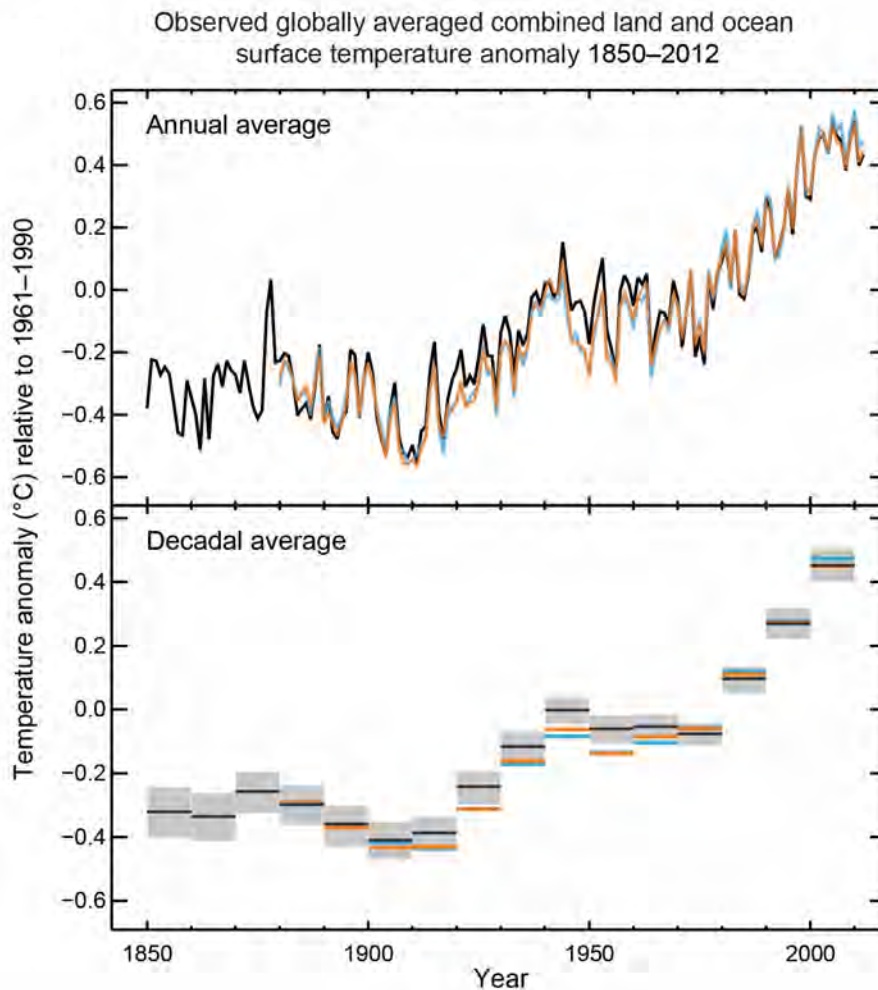 Observed globally averaged combined land and ocean
surface temperature anomaly 1850–2012
Temperature anomaly (°C) relative to 1961–1990
Annual average
0.6
0.4
0.2
0.0
−0.2
−0.4
−0.6
Decadal average
0.6
0.4
0.2
0.0
−0.2
−0.4
−0.6
1850 1900 1950 2000
Year